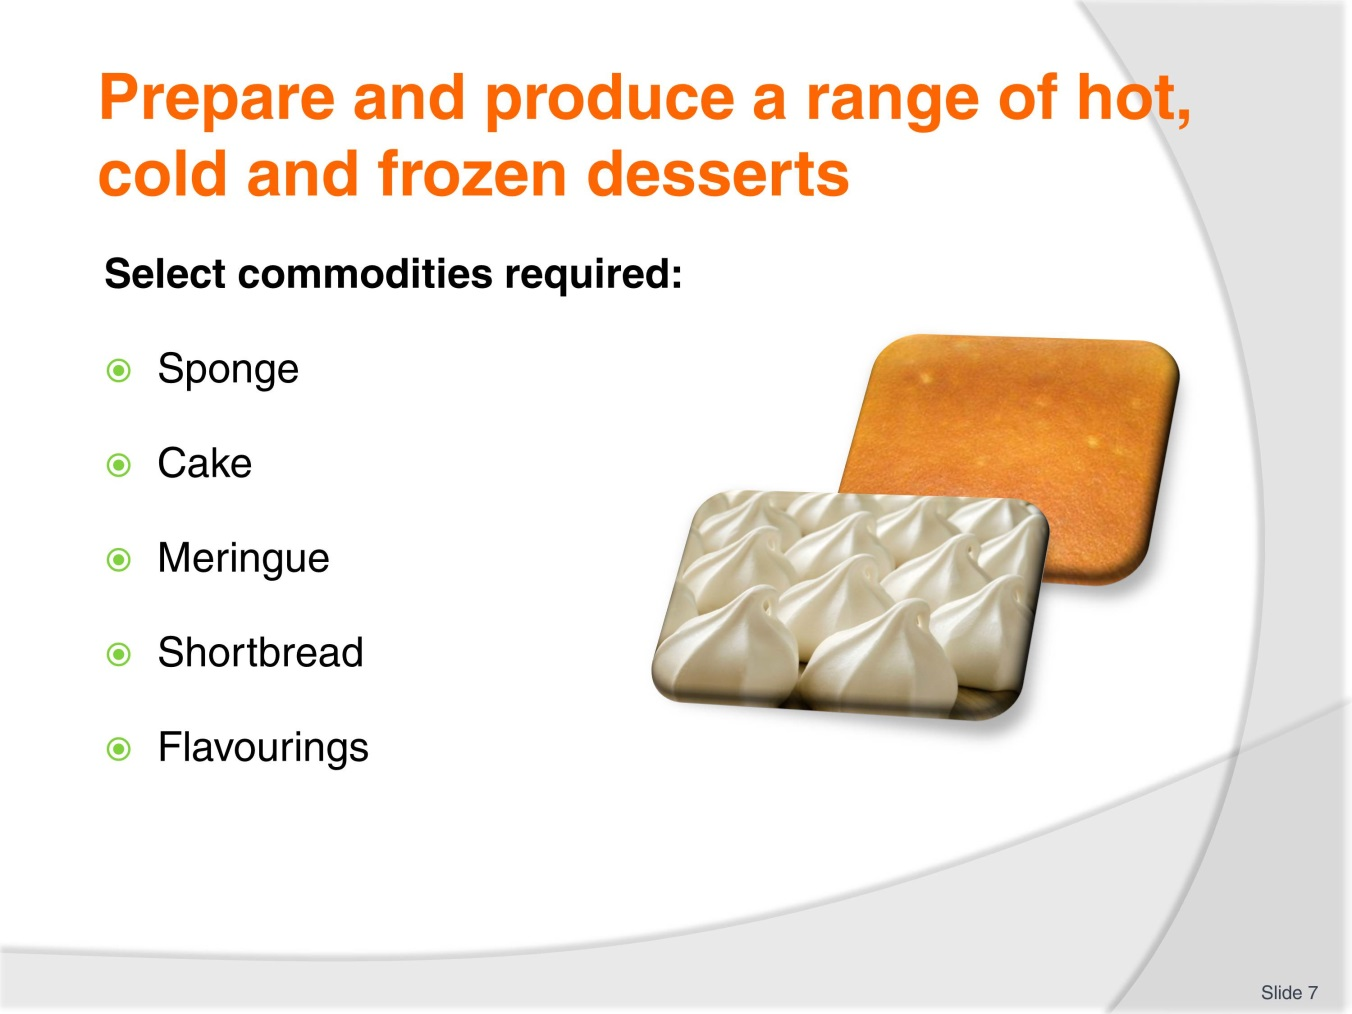 Prepare and produce a range of hot,
cold and frozen desserts
Select commodities required:
Sponge
Cake
Meringue
Shortbread
Flavourings
Slide 7